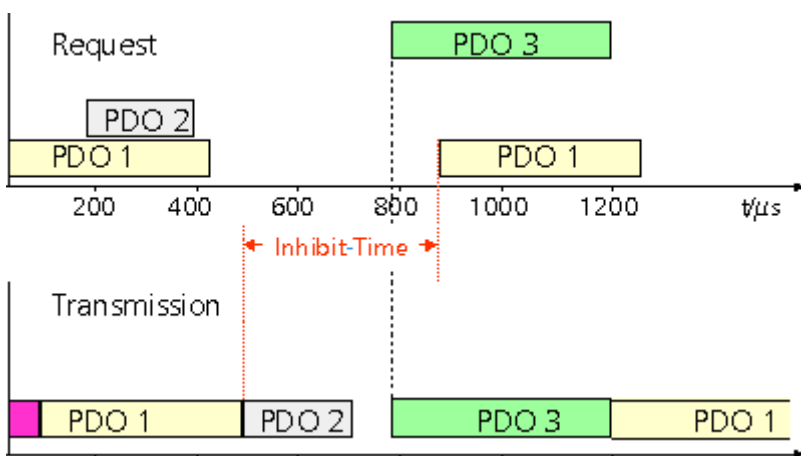 Request
PDO 3
PDO 2
PDO 1
PDO 1
200 400 600 800 1000 1200 t/µs
Inhibit-Time
Transmission
PDO 1 PDO 2 PDO 3 PDO 1